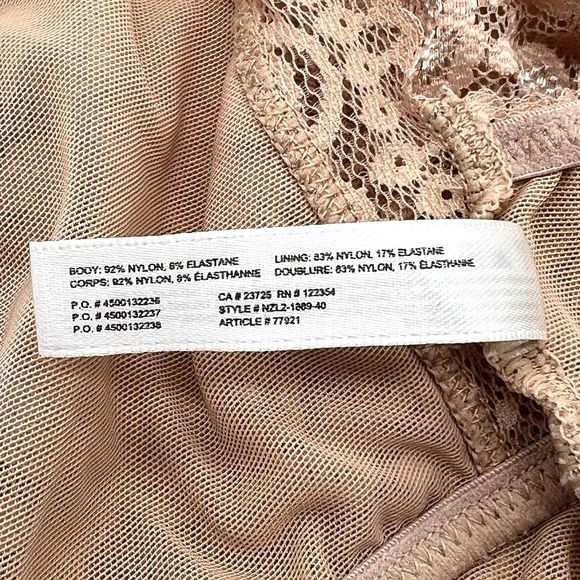 BODY: 92% NYLON, 8% ELASTANE
CORPS: 92% NYLON, 8% ÉLASTHANNE
LINING: 83% NYLON, 17% ELASTANE
DOUBLURE: 83% NYLON, 17% ÉLASTHANNE
P.O. # 4500132236
P.O. # 4500132237
P.O. # 4500132238
CA # 23725 RN # 122354
STYLE # NZL2-1889-40
ARTICLE # 77921